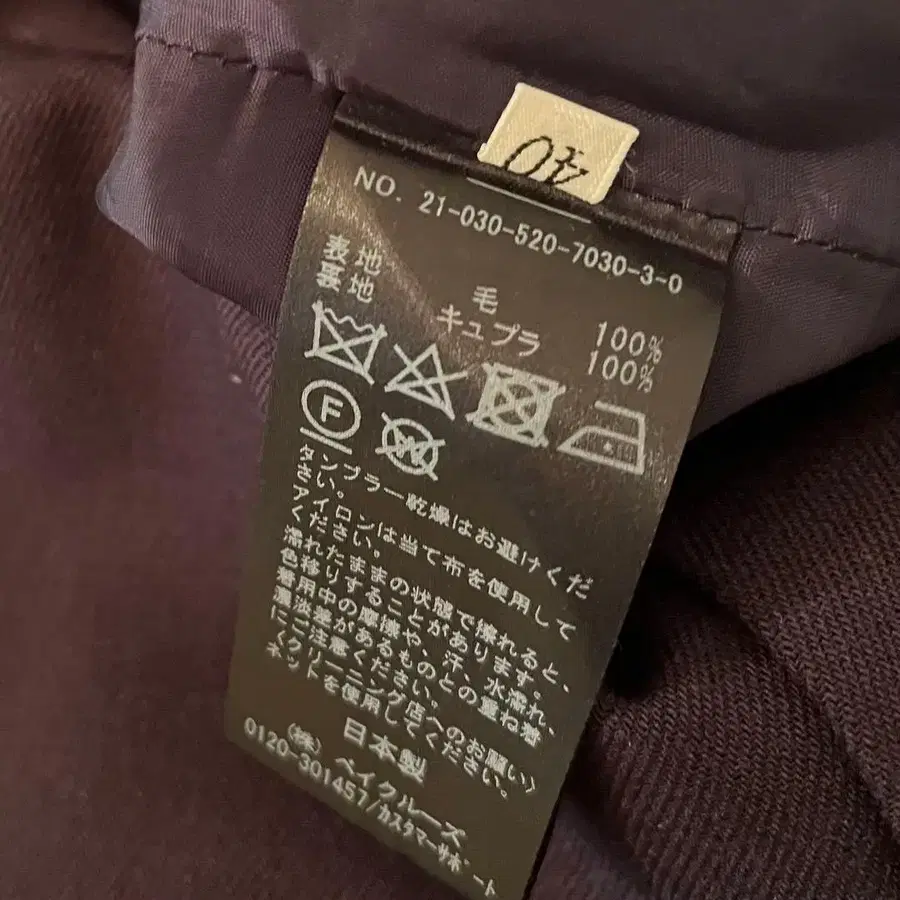 40
NO. 21-030-520-7030-3-0
表地 毛 100%
裏地 キュプラ 100%
F W
タンブラー乾燥はお避けくだ
さい。
アイロンは当て布を使用して
ください。
濡れたままの状態で擦れると、
色移りすることがあります。
着用中の摩擦や、汗、水濡れ、
濃淡差があるものとの重ね着
にご注意ください。
くクリーニング店へのお願い〉
ネットを使用してください。
日本製
(株) ベイクルーズ
0120-301457/カスタマーサポート